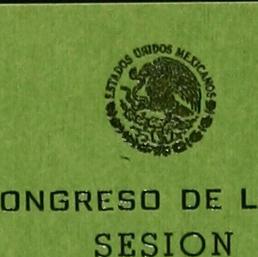 ESTADOS UNIDOS MEXICANOS
ONGRESO DE L
SESION